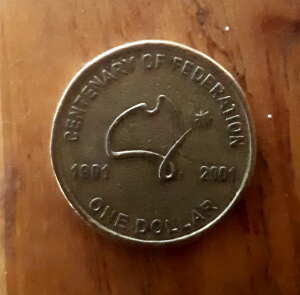 CENTENARY OF FEDERATION
1901 2001
ONE DOLLAR